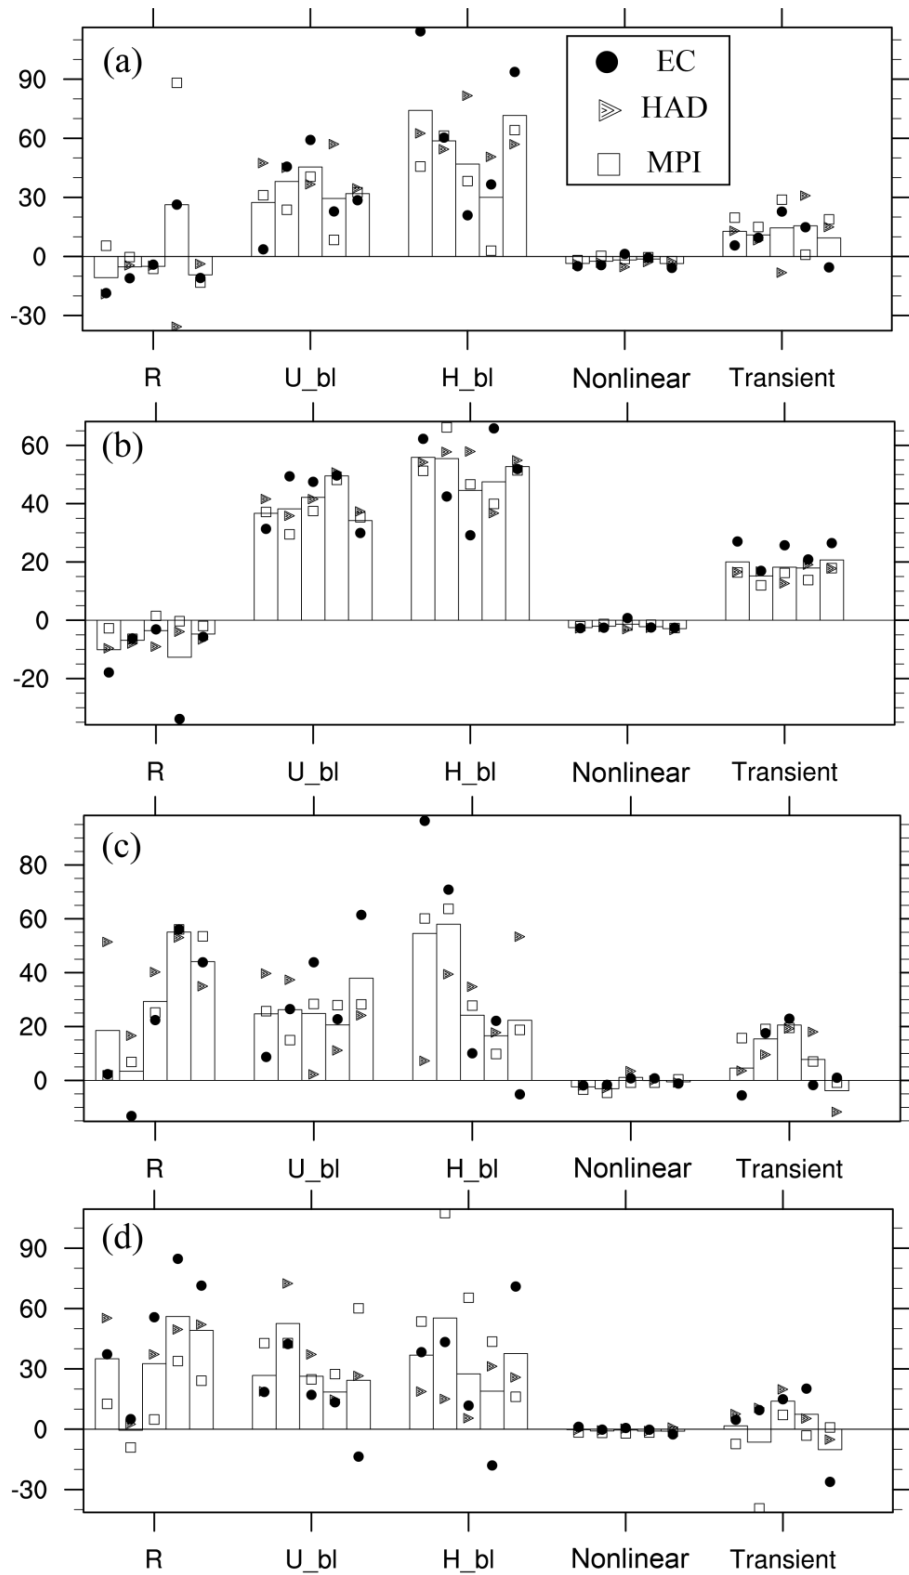 (a)
EC
HAD
MPI
90
60
30
0
-30
R U_bl H_bl Nonlinear Transient
(b)
60
40
20
0
-20
R U_bl H_bl Nonlinear Transient
(c)
80
60
40
20
0
R U_bl H_bl Nonlinear Transient
(d)
90
60
30
0
-30
R U_bl H_bl Nonlinear Transient